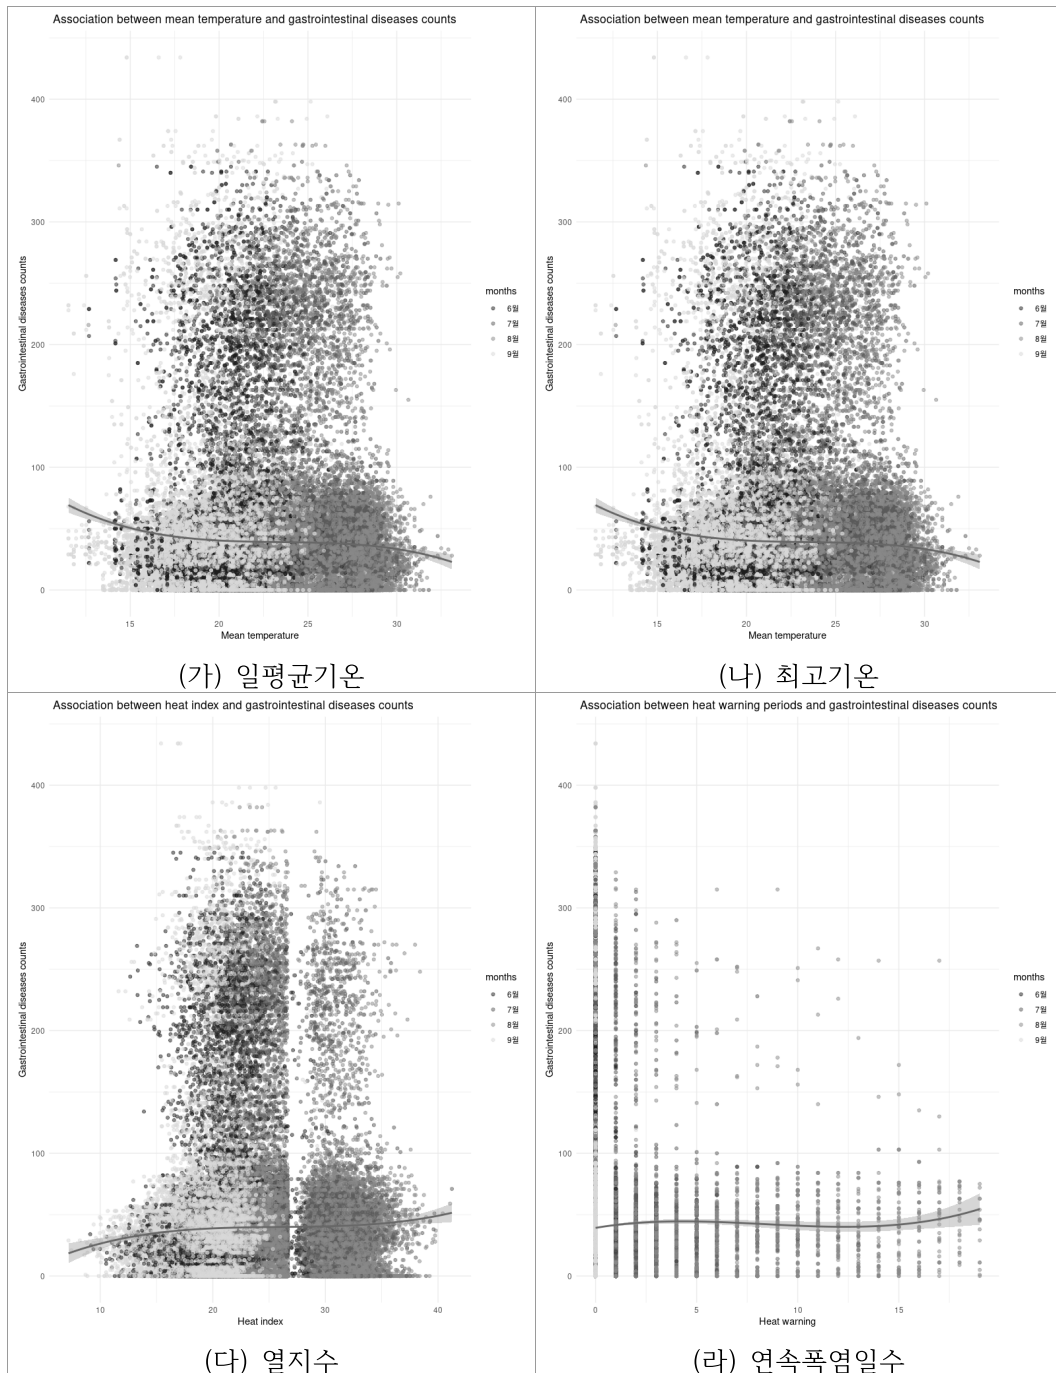 Association between mean temperature and gastrointestinal diseases counts
Gastrointestinal diseases counts
400
300
200
100
0
15
20
25
30
Mean temperature
months
6월
7월
8월
9월
(가) 일평균기온
Association between mean temperature and gastrointestinal diseases counts
Gastrointestinal diseases counts
400
300
200
100
0
15
20
25
30
Mean temperature
months
6월
7월
8월
9월
(나) 최고기온
Association between heat index and gastrointestinal diseases counts
Gastrointestinal diseases counts
400
300
200
100
0
10
20
30
40
Heat index
months
6월
7월
8월
9월
(다) 열지수
Association between heat warning periods and gastrointestinal diseases counts
Gastrointestinal diseases counts
400
300
200
100
0
0
5
10
15
Heat warning
months
6월
7월
8월
9월
(라) 연속폭염일수